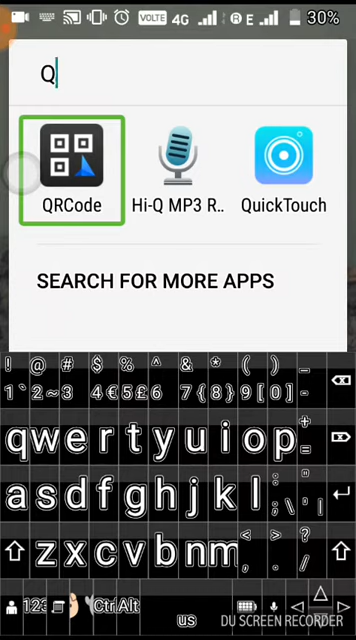 VOLTE 4G R E 30%
Q
QRCode Hi-Q MP3 R.. QuickTouch
SEARCH FOR MORE APPS
! @ # $ % ^ & * ( ) _
1 ` 2 ~ 3 4 € 5 £ 6 7 { 8 } 9 [ 0 ] -
q w e r t y u i o p + =
a s d f g h j k l ; : \ " ' |
z x c v b n m < , > . ? /
123 Ctrl Alt us
DU SCREEN RECORDER